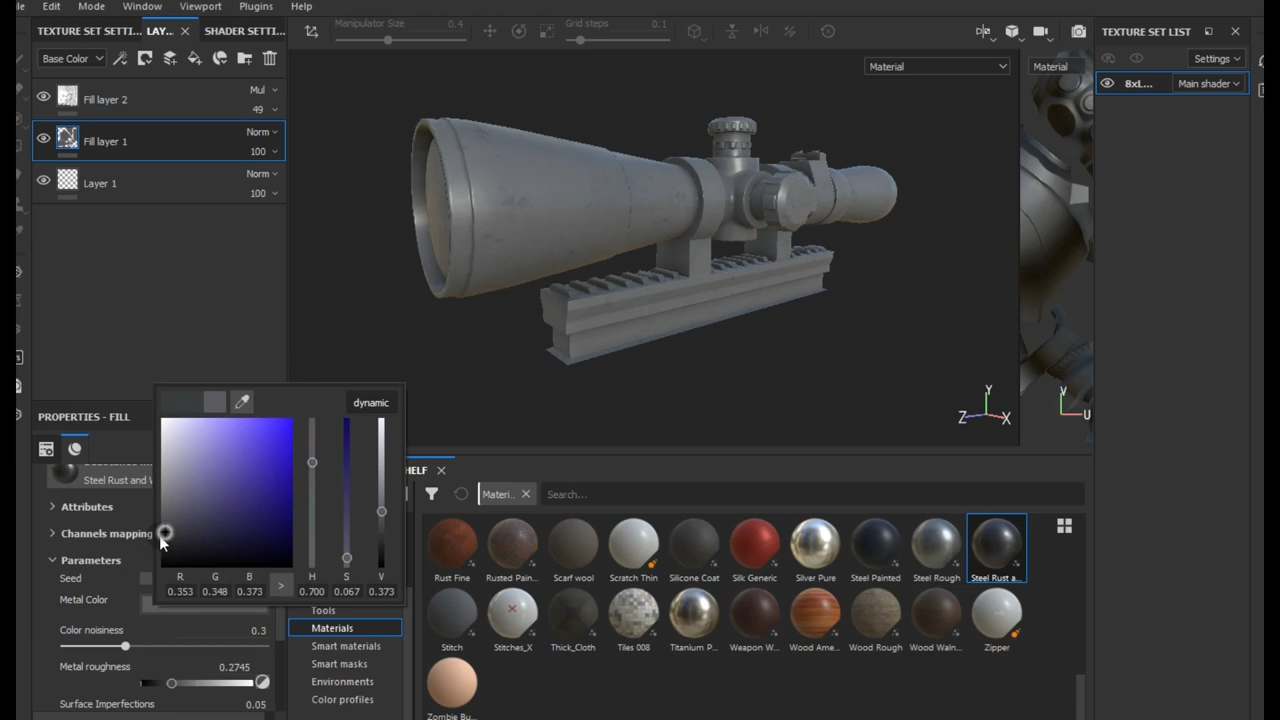 ile Edit Mode Window Viewport Plugins Help
TEXTURE SET SETTI... LAY... SHADER SETTI...
Manipulator Size 0.4 Grid steps 0.1
TEXTURE SET LIST
Base Color
Material
Material
Settings
8xL... Main shader
Fill layer 2 Mul 49
Fill layer 1 Norm 100
Layer 1 Norm 100
Y
Z X
V
U
PROPERTIES - FILL
dynamic
HELF
Materi.. Search...
Steel Rust and W
Attributes
Channels mapping
Parameters
Seed
Metal Color
R G B H S V
0.353 0.348 0.373 > 0.700 0.067 0.373
Color noisiness 0.3
Metal roughness 0.2745
Surface Imperfections 0.05
Tools
Materials
Smart materials
Smart masks
Environments
Color profiles
Rust Fine Rusted Pain... Scarf wool Scratch Thin Silicone Coat Silk Generic Silver Pure Steel Painted Steel Rough Steel Rust a...
Stitch Stitches_X Thick_Cloth Tiles 008 Titanium P... Weapon W... Wood Ame... Wood Rough Wood Waln... Zipper
Zombie Bu...